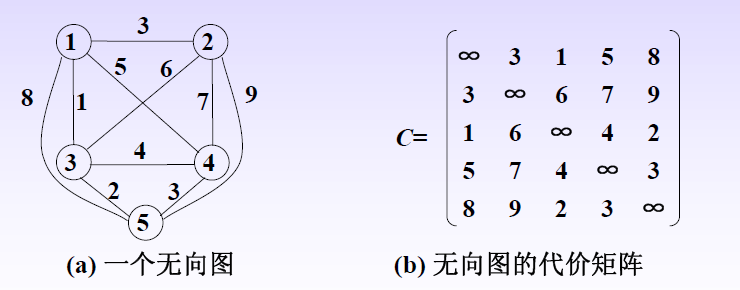 3
1 2
5 6
8 1 7 9
4
3 4
2 3
5
(a) 一个无向图
C=
∞ 3 1 5 8
3 ∞ 6 7 9
1 6 ∞ 4 2
5 7 4 ∞ 3
8 9 2 3 ∞
(b) 无向图的代价矩阵